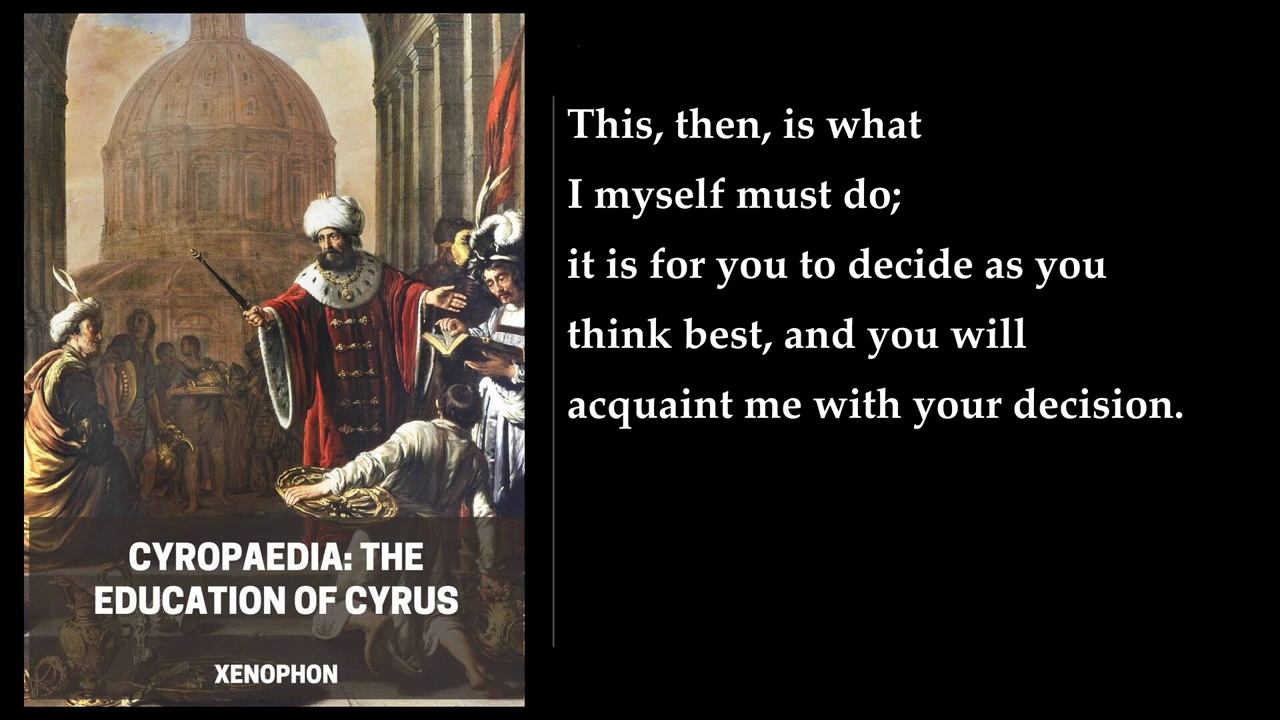 CYROPAEDIA: THE
EDUCATION OF CYRUS
XENOPHON
This, then, is what
I myself must do;
it is for you to decide as you
think best, and you will
acquaint me with your decision.